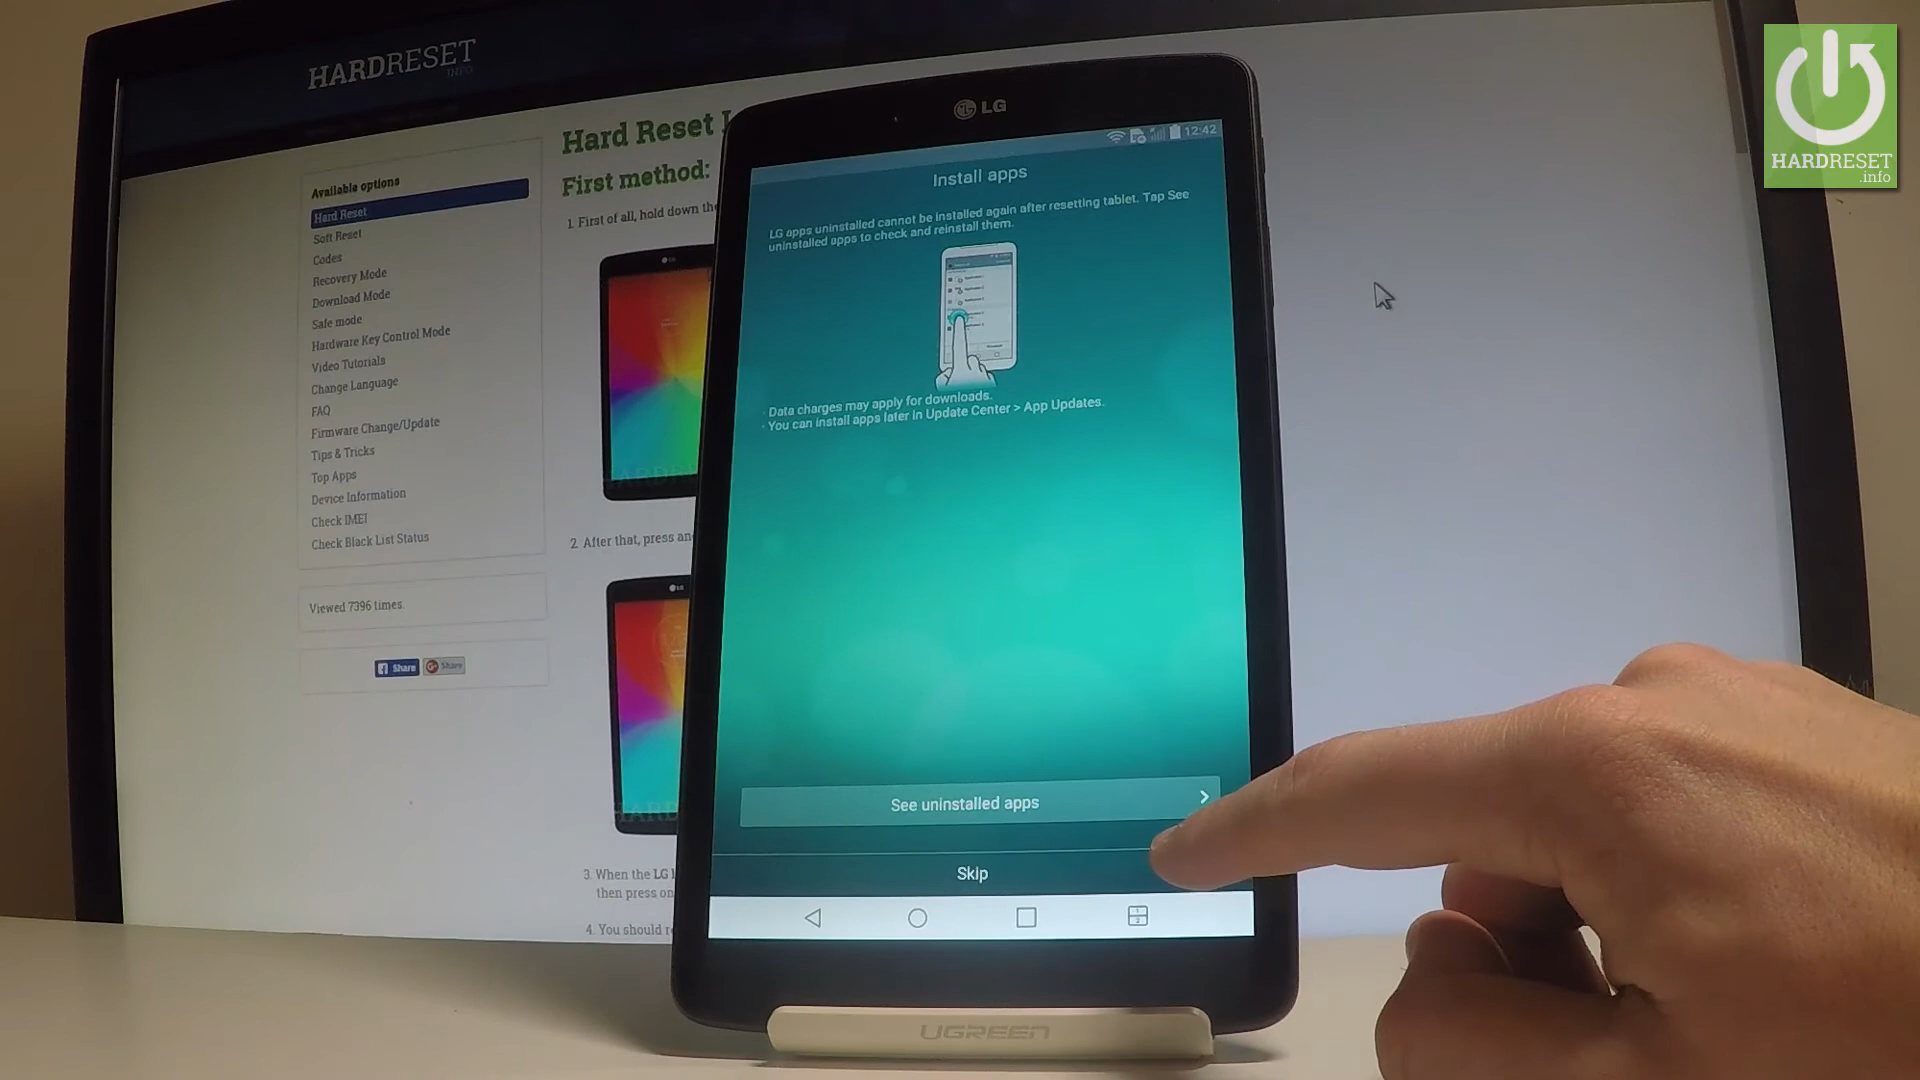 HARDRESET
.INFO
HARDRESET
.info
Available options
Hard Reset
Soft Reset
Codes
Recovery Mode
Download Mode
Safe mode
Hardware Key Control Mode
Video Tutorials
Change Language
FAQ
Firmware Change/Update
Tips & Tricks
Top Apps
Device Information
Check IMEI
Check Black List Status
Viewed 7396 times.
Share
Share
Hard Reset
First method:
1. First of all, hold down the
2. After that, press
3. When the LG
then press
4. You should
LG
12:42
Install apps
LG apps uninstalled cannot be installed again after resetting tablet. Tap See
uninstalled apps to check and reinstall them.
· Data charges may apply for downloads.
· You can install apps later in Update Center > App Updates.
See uninstalled apps
Skip
UGREEN